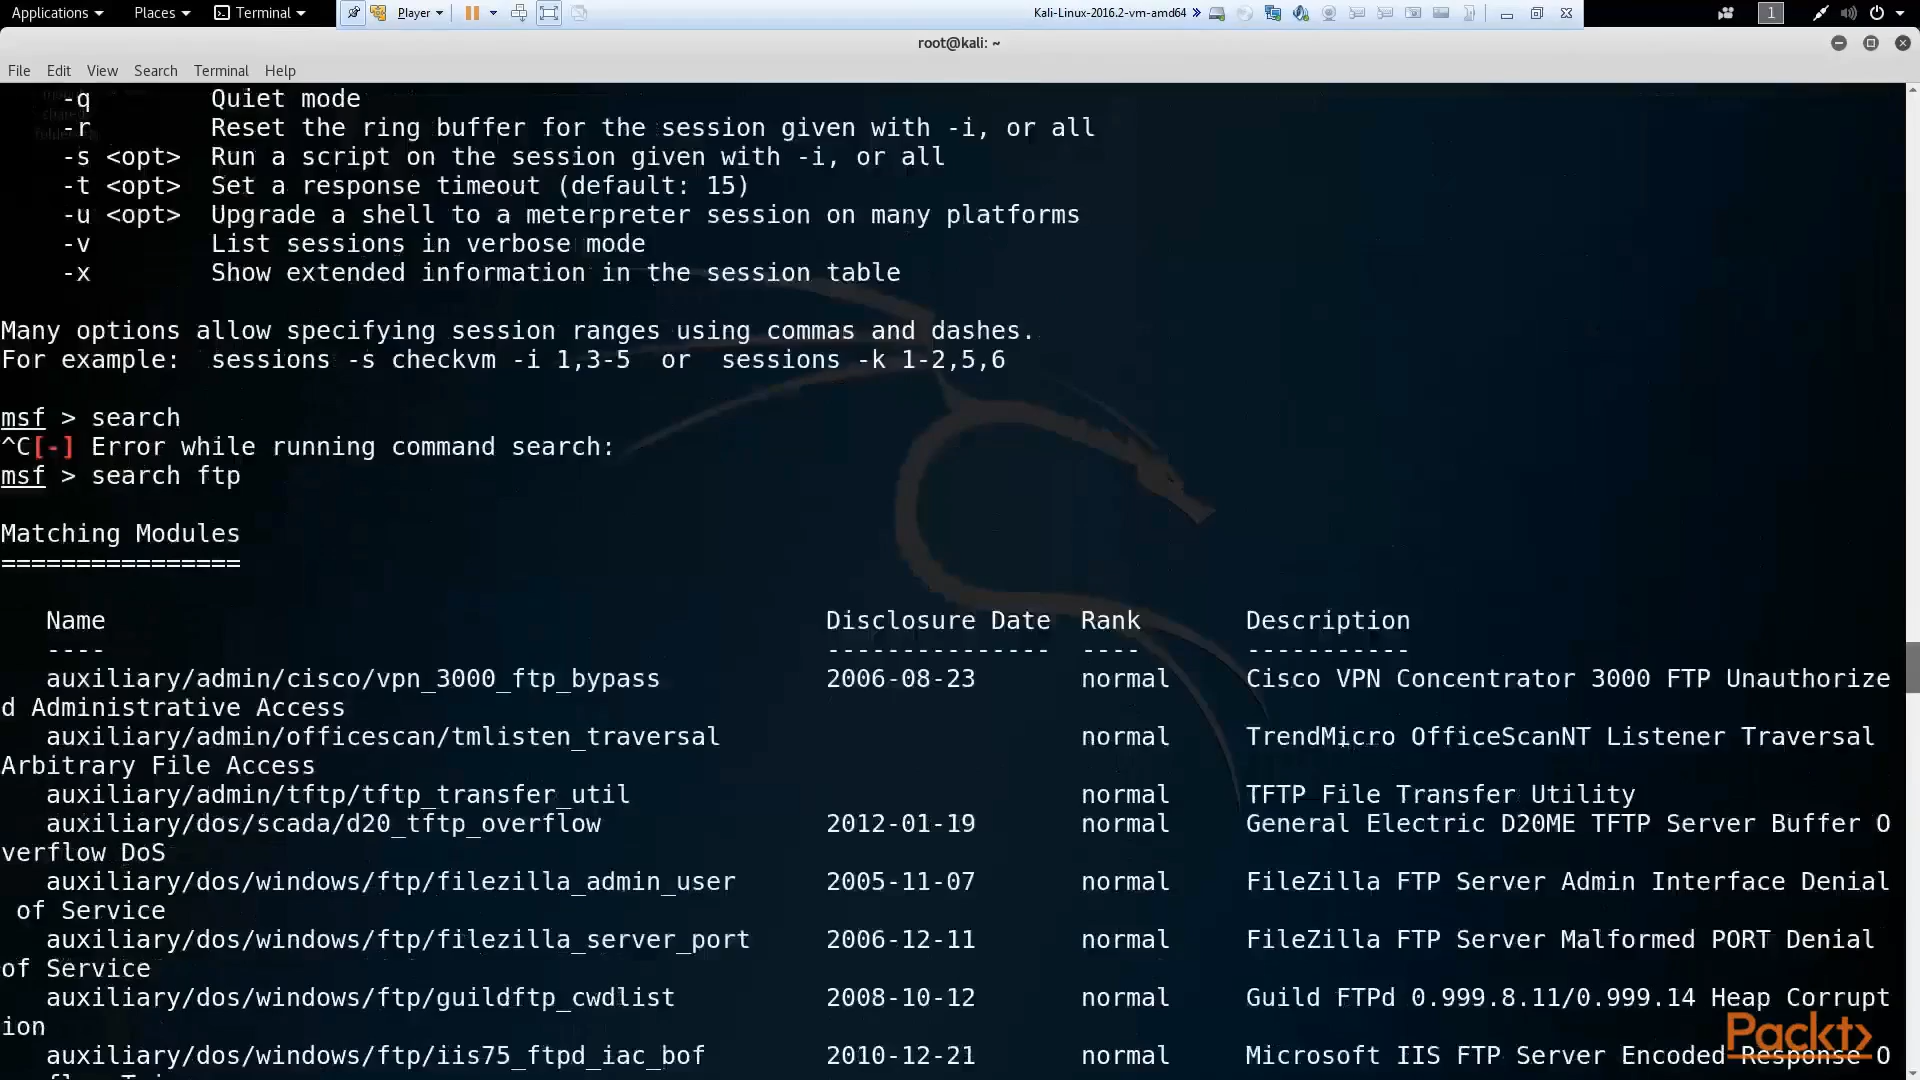 Applications Places Terminal Player Kali-Linux-2016.2-vm-amd64 » 1
root@kali: ~
File Edit View Search Terminal Help
-q Quiet mode
-r Reset the ring buffer for the session given with -i, or all
-s <opt> Run a script on the session given with -i, or all
-t <opt> Set a response timeout (default: 15)
-u <opt> Upgrade a shell to a meterpreter session on many platforms
-v List sessions in verbose mode
-x Show extended information in the session table
Many options allow specifying session ranges using commas and dashes.
For example: sessions -s checkvm -i 1,3-5 or sessions -k 1-2,5,6
msf > search
^C[-] Error while running command search:
msf > search ftp
Matching Modules
================
Name Disclosure Date Rank Description
---- --------------- ---- -----------
auxiliary/admin/cisco/vpn_3000_ftp_bypass 2006-08-23 normal Cisco VPN Concentrator 3000 FTP Unauthorize
d Administrative Access
auxiliary/admin/officescan/tmlisten_traversal normal TrendMicro OfficeScanNT Listener Traversal
Arbitrary File Access
auxiliary/admin/tftp/tftp_transfer_util normal TFTP File Transfer Utility
auxiliary/dos/scada/d20_tftp_overflow 2012-01-19 normal General Electric D20ME TFTP Server Buffer O
verflow DoS
auxiliary/dos/windows/ftp/filezilla_admin_user 2005-11-07 normal FileZilla FTP Server Admin Interface Denial
of Service
auxiliary/dos/windows/ftp/filezilla_server_port 2006-12-11 normal FileZilla FTP Server Malformed PORT Denial
of Service
auxiliary/dos/windows/ftp/guildftp_cwdlist 2008-10-12 normal Guild FTPd 0.999.8.11/0.999.14 Heap Corrupt
ion
auxiliary/dos/windows/ftp/iis75_ftpd_iac_bof 2010-12-21 normal Microsoft IIS FTP Server Encoded Response O
Packt>